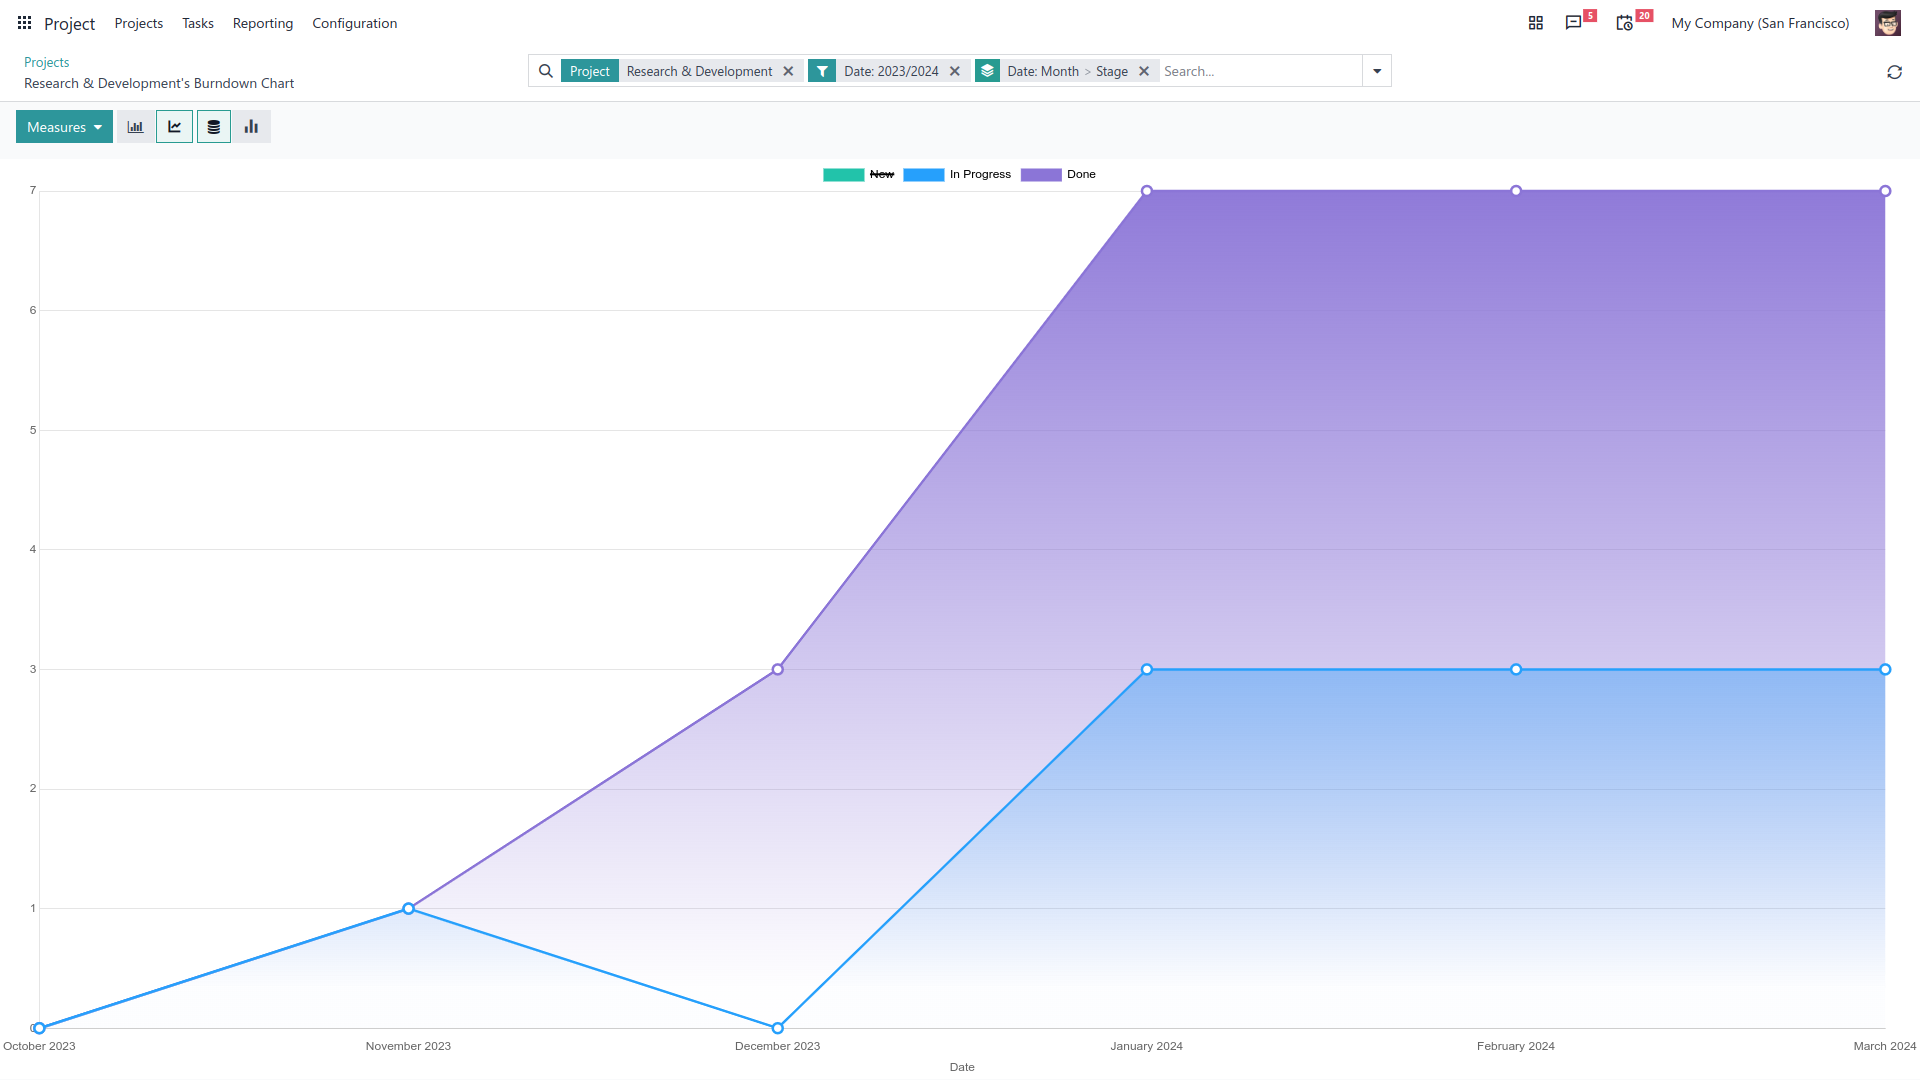 Project Projects Tasks Reporting Configuration 5 20 My Company (San Francisco)
Projects
Research & Development's Burndown Chart
Project Research & Development Date: 2023/2024 Date: Month > Stage Search...
Measures
New In Progress Done
7
6
5
4
3
2
1
0
October 2023 November 2023 December 2023 January 2024 February 2024 March 2024
Date